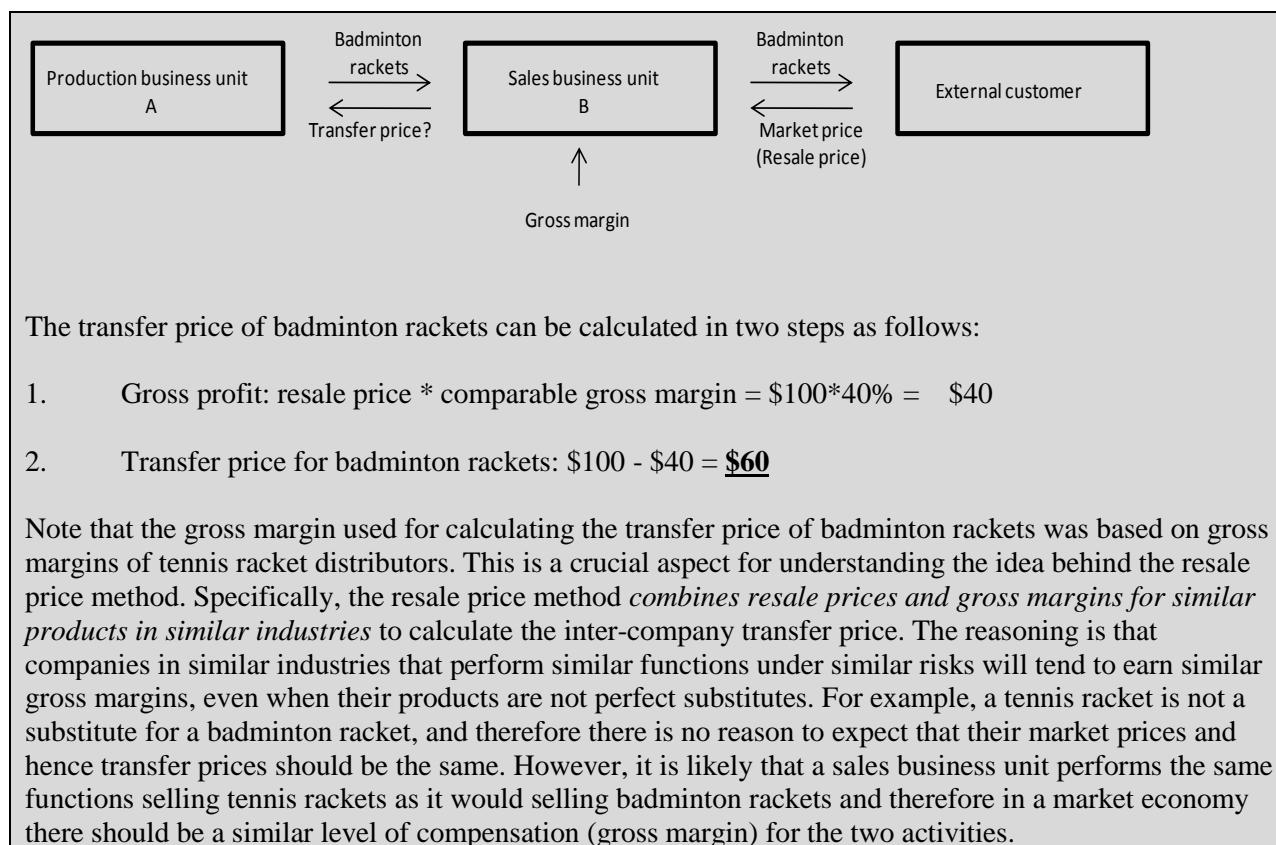 Badminton
rackets
Badminton
rackets
Production business unit
A
Sales business unit
B
External customer
Transfer price?
Market price
(Resale price)
Gross margin
The transfer price of badminton rackets can be calculated in two steps as follows:
1. Gross profit: resale price * comparable gross margin = $100*40% = $40
2. Transfer price for badminton rackets: $100 - $40 = $60
Note that the gross margin used for calculating the transfer price of badminton rackets was based on gross
margins of tennis racket distributors. This is a crucial aspect for understanding the idea behind the resale
price method. Specifically, the resale price method combines resale prices and gross margins for similar
products in similar industries to calculate the inter-company transfer price. The reasoning is that
companies in similar industries that perform similar functions under similar risks will tend to earn similar
gross margins, even when their products are not perfect substitutes. For example, a tennis racket is not a
substitute for a badminton racket, and therefore there is no reason to expect that their market prices and
hence transfer prices should be the same. However, it is likely that a sales business unit performs the same
functions selling tennis rackets as it would selling badminton rackets and therefore in a market economy
there should be a similar level of compensation (gross margin) for the two activities.